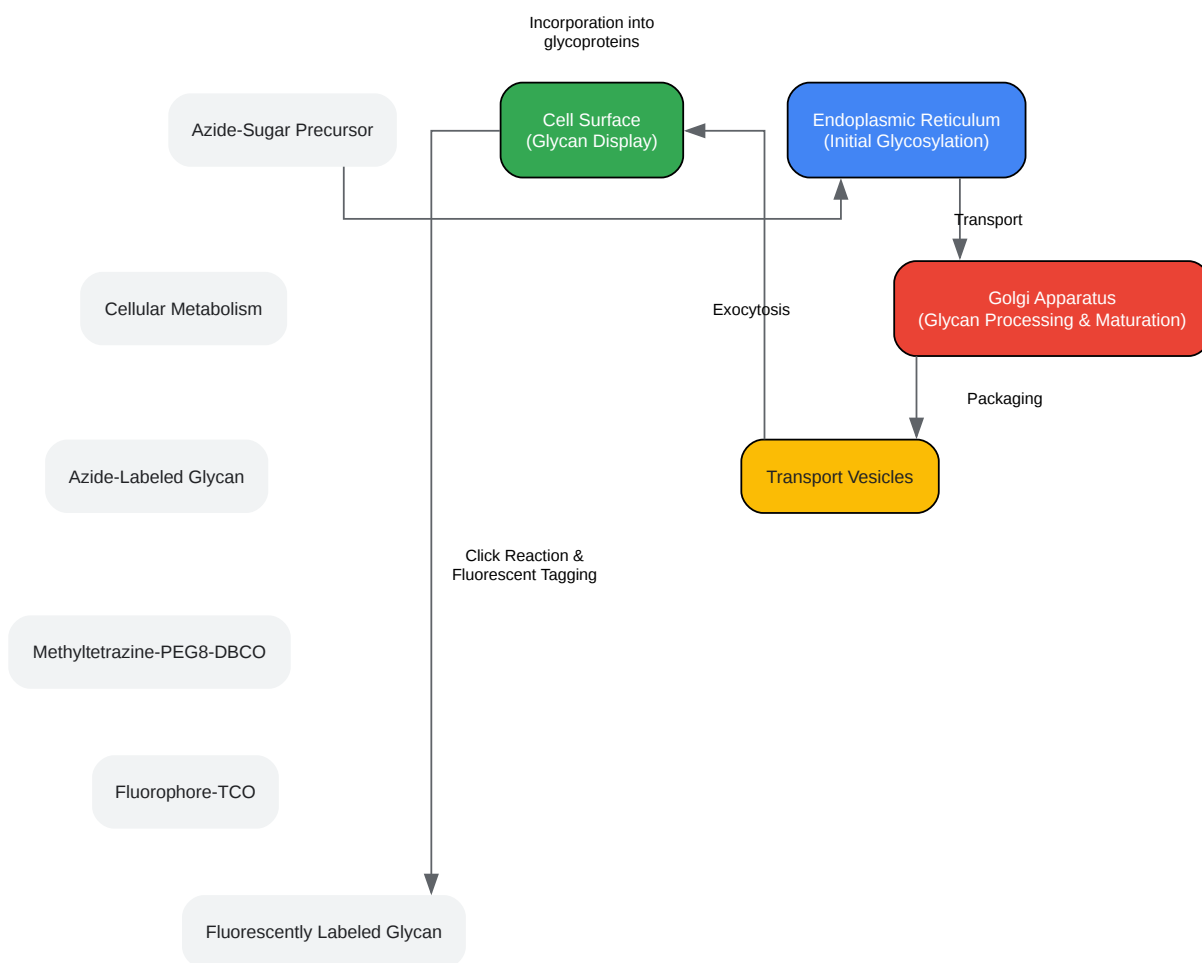 Incorporation into
glycoproteins
Azide-Sugar Precursor
Cell Surface
(Glycan Display)
Endoplasmic Reticulum
(Initial Glycosylation)
Transport
Cellular Metabolism
Exocytosis
Golgi Apparatus
(Glycan Processing & Maturation)
Packaging
Azide-Labeled Glycan
Transport Vesicles
Click Reaction &
Fluorescent Tagging
Methyltetrazine-PEG8-DBCO
Fluorophore-TCO
Fluorescently Labeled Glycan